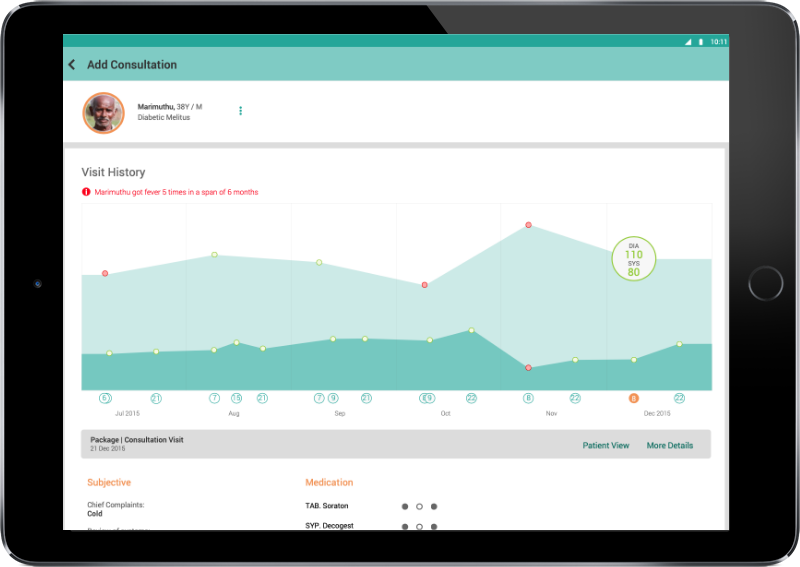 10:11
Add Consultation
Marimuthu, 38Y / M
Diabetic Melitus
Visit History
Marimuthu got fever 5 times in a span of 6 months
DIA
110
SYS
80
6 21 7 15 21 7 9 21 9 22 8 22 8 22
Jul 2015 Aug Sep Oct Nov Dec 2015
Package | Consultation Visit
21 Dec 2015
Patient View More Details
Subjective Medication
Chief Complaints: TAB. Soraton
Cold
SYP. Decogest